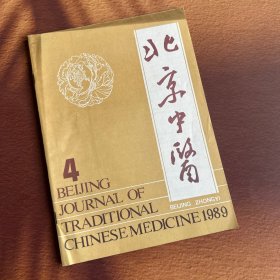 北京中醫
BEIJING ZHONGYI
4
BEIJING
JOURNAL OF
TRADITIONAL
CHINESE MEDICINE 1989